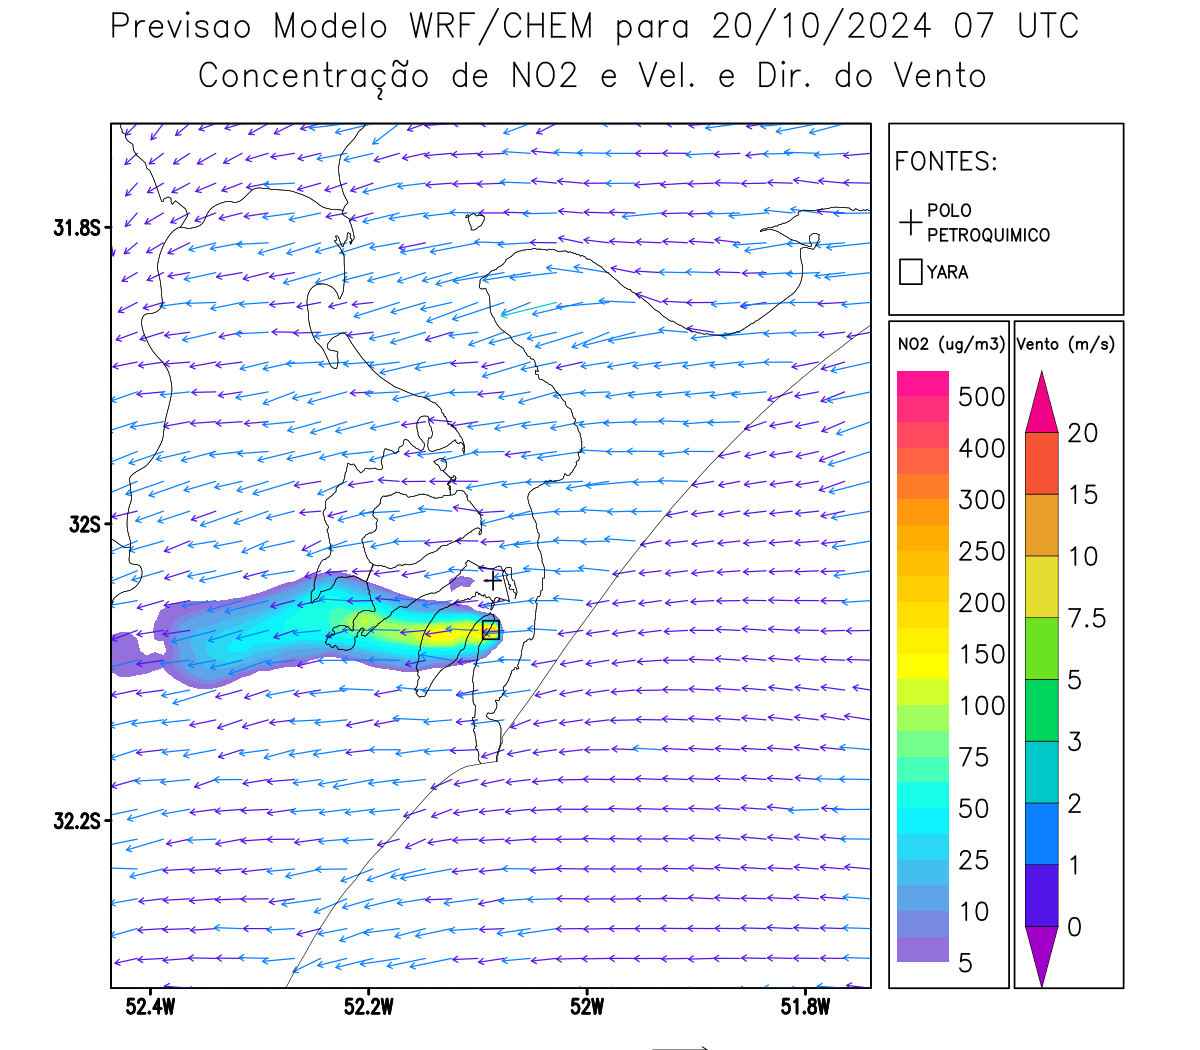 Previsao Modelo WRF/CHEM para 20/10/2024 07 UTC
Concentração de NO2 e Vel. e Dir. do Vento
FONTES:
POLO
PETROQUIMICO
YARA
NO2 (ug/m3)
500
400
300
250
200
150
100
75
50
25
10
5
Vento (m/s)
20
15
10
7.5
5
3
2
1
0
31.8S
32S
32.2S
52.4W
52.2W
52W
51.8W